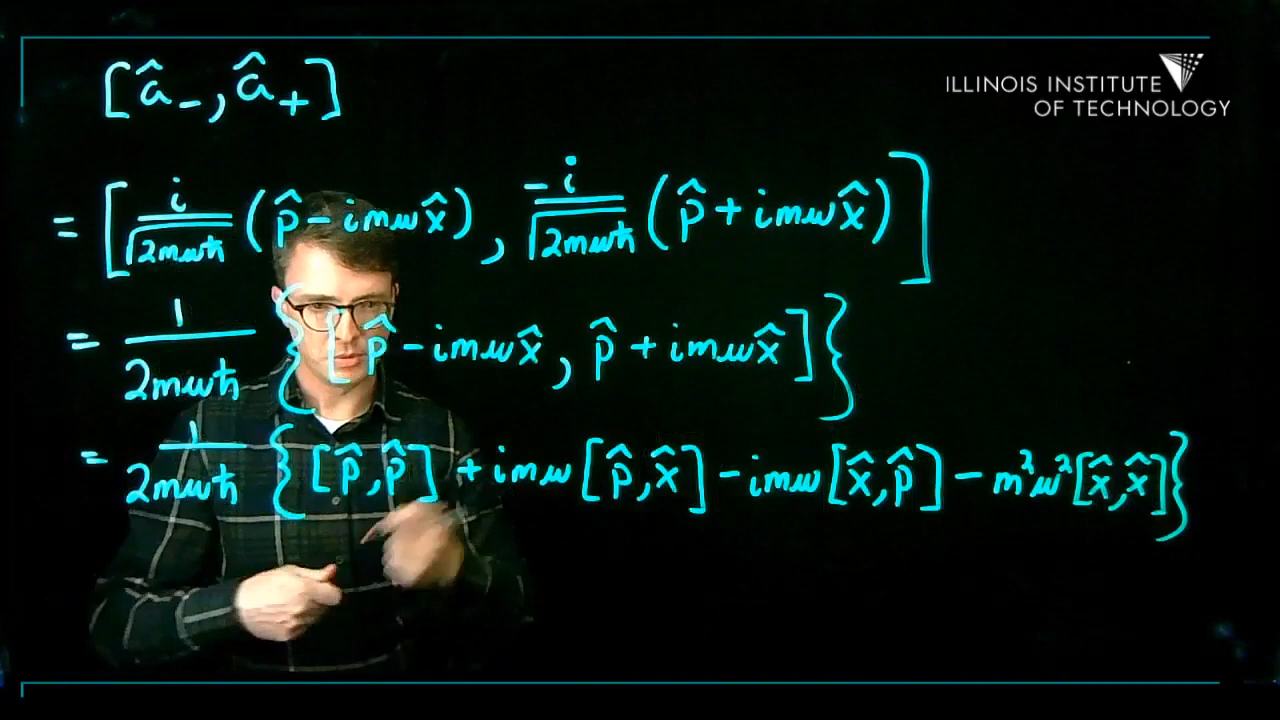 [â₋, â₊]
ILLINOIS INSTITUTE
OF TECHNOLOGY
= [ i/√(2mωħ) (p̂ - imωx̂), -i/√(2mωħ) (p̂ + imωx̂) ]
= 1/(2mωħ) { [p̂ - imωx̂, p̂ + imωx̂] }
= 1/(2mωħ) { [p̂, p̂] + imω [p̂, x̂] - imω [x̂, p̂] - m²ω² [x̂, x̂] }